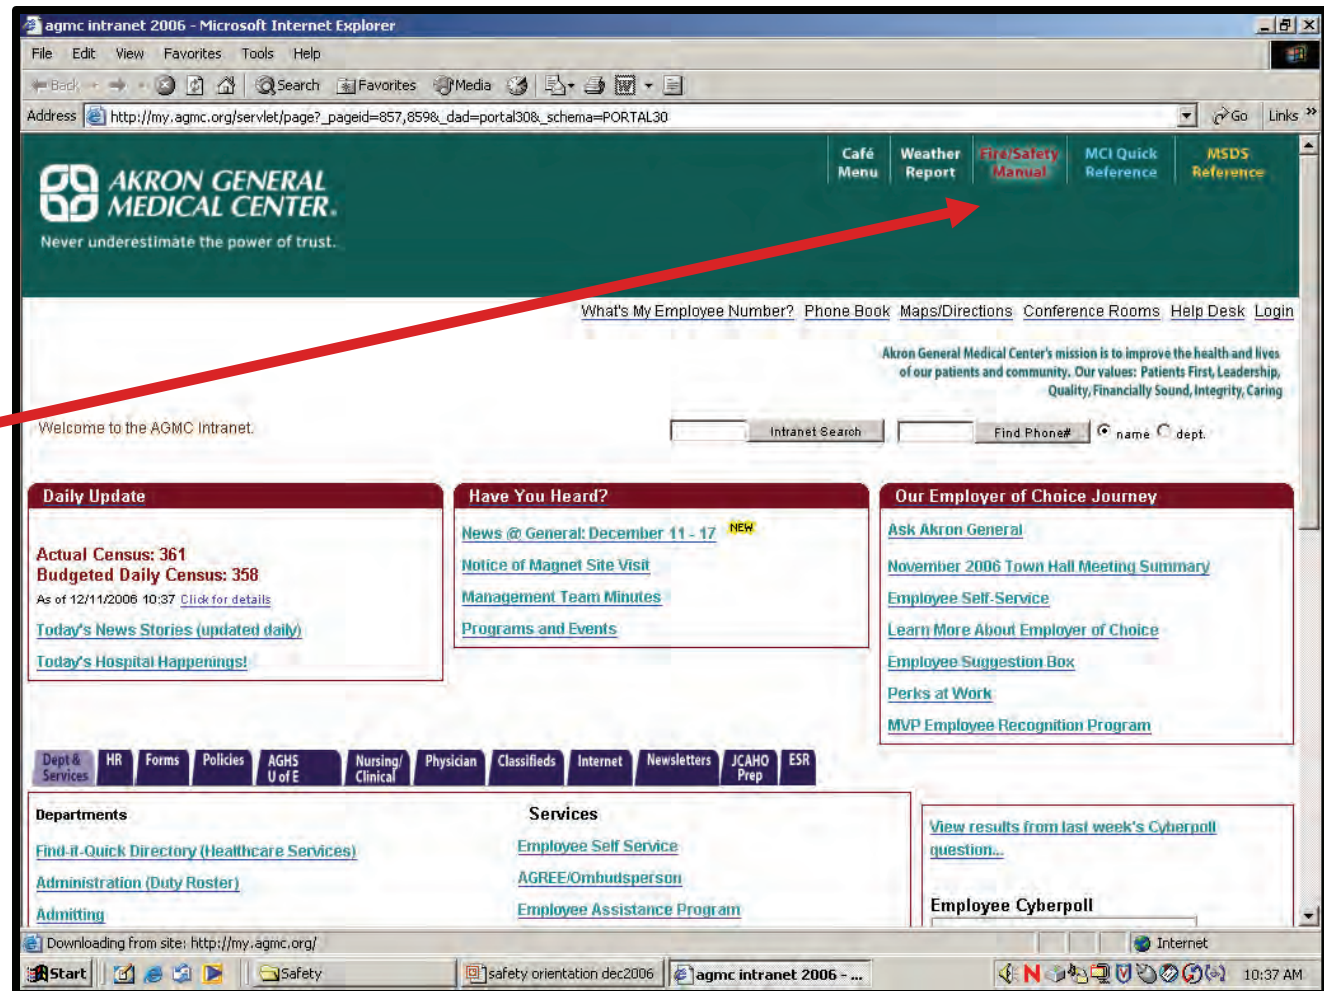 agmc intranet 2006 - Microsoft Internet Explorer
File Edit View Favorites Tools Help
Back Search Favorites Media
Address http://my.agmc.org/servlet/page?_pageid=857,859&_dad=portal30&_schema=PORTAL30 Go Links »
Café Menu
Weather Report
Fire/Safety Manual
MCI Quick Reference
MSDS Reference
AKRON GENERAL
MEDICAL CENTER.
Never underestimate the power of trust.
What's My Employee Number? Phone Book Maps/Directions Conference Rooms Help Desk Login
Akron General Medical Center's mission is to improve the health and lives
of our patients and community. Our values: Patients First, Leadership,
Quality, Financially Sound, Integrity, Caring
Welcome to the AGMC Intranet.
Intranet Search Find Phone# name dept.
Daily Update
Actual Census: 361
Budgeted Daily Census: 358
As of 12/11/2006 10:37 Click for details
Today's News Stories (updated daily)
Today's Hospital Happenings!
Have You Heard?
News @ General: December 11 - 17 NEW
Notice of Magnet Site Visit
Management Team Minutes
Programs and Events
Our Employer of Choice Journey
Ask Akron General
November 2006 Town Hall Meeting Summary
Employee Self-Service
Learn More About Employer of Choice
Employee Suggestion Box
Perks at Work
MVP Employee Recognition Program
Dept & Services
HR
Forms
Policies
AGHS U of E
Nursing/ Clinical
Physician
Classifieds
Internet
Newsletters
JCAHO Prep
ESR
Departments
Find-it-Quick Directory (Healthcare Services)
Administration (Duty Roster)
Admitting
Services
Employee Self Service
AGREE/Ombudsperson
Employee Assistance Program
View results from last week's Cyberpoll
question...
Employee Cyberpoll
Downloading from site: http://my.agmc.org/ Internet
Start Safety safety orientation dec2006 agmc intranet 2006 - ... 10:37 AM